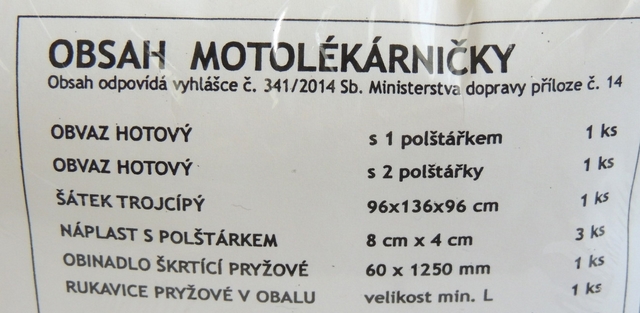 OBSAH MOTOLÉKÁRNIČKY
Obsah odpovídá vyhlášce č. 341/2014 Sb. Ministerstva dopravy příloze č. 14
OBVAZ HOTOVÝ s 1 polštářkem 1 ks
OBVAZ HOTOVÝ s 2 polštářky 1 ks
ŠÁTEK TROJCÍPÝ 96x136x96 cm 1 ks
NÁPLAST S POLŠTÁRKEM 8 cm x 4 cm 3 ks
OBINADLO ŠKRTÍCÍ PRYŽOVÉ 60 x 1250 mm 1 ks
RUKAVICE PRYŽOVÉ V OBALU velikost min. L 1 ks